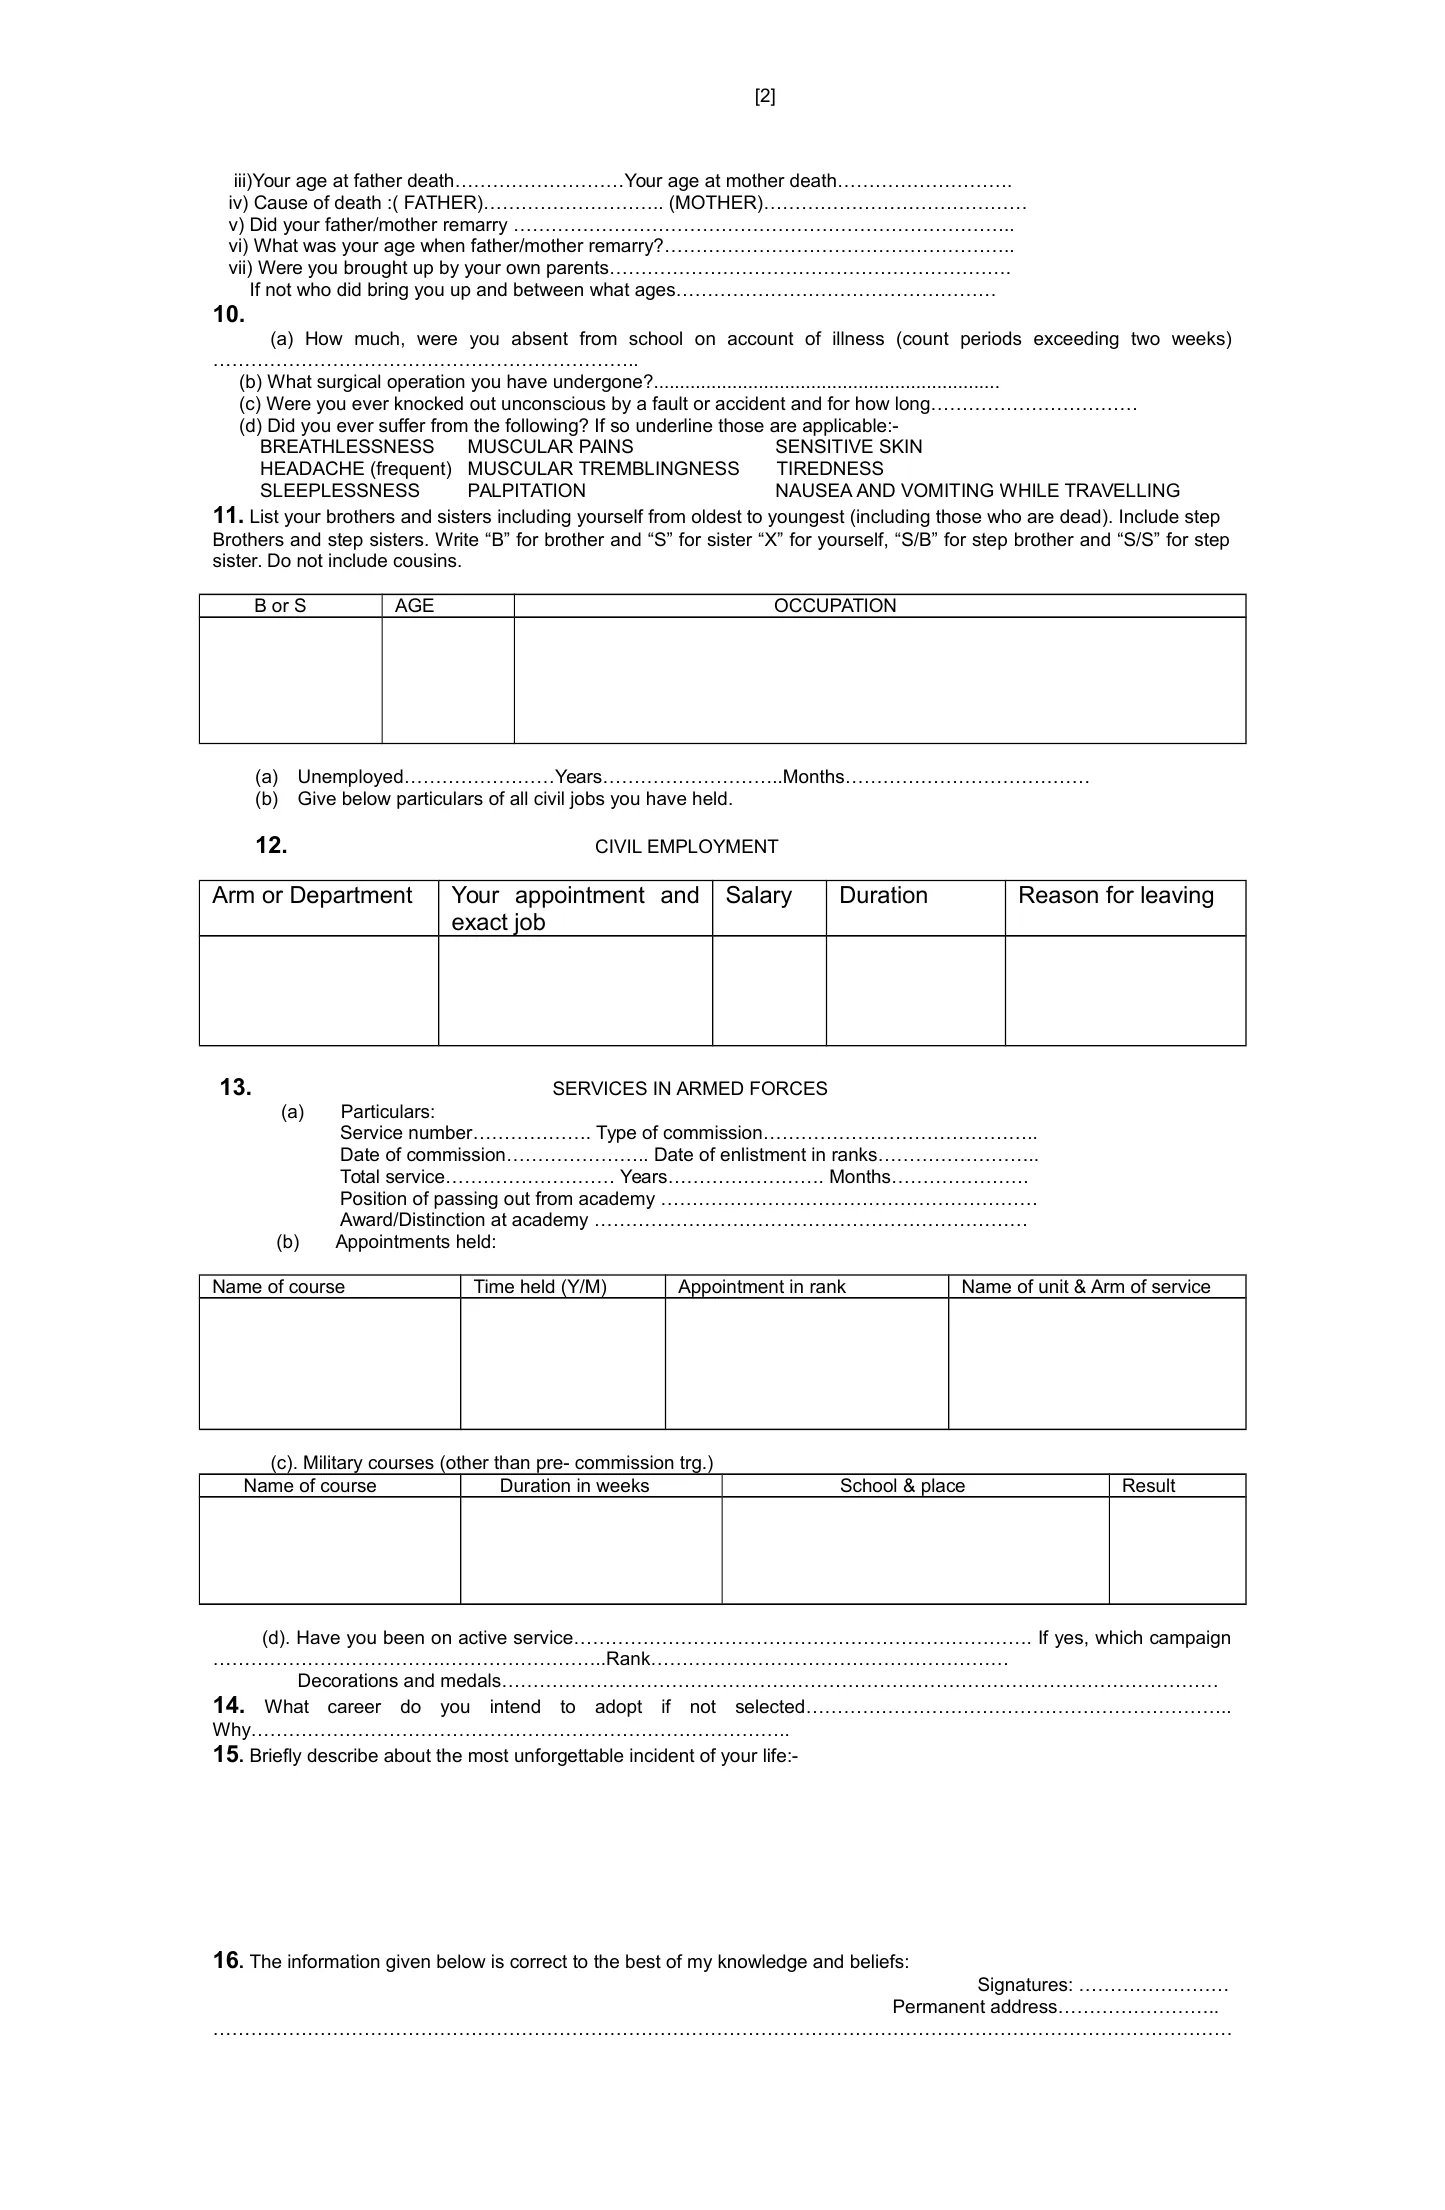 [2]
iii)Your age at father death………………………Your age at mother death……………………….
iv) Cause of death :( FATHER)……………………….. (MOTHER)……………………………………
v) Did your father/mother remarry ……………………………………………………………………..
vi) What was your age when father/mother remarry?………………………………………………..
vii) Were you brought up by your own parents……………………………………………………….
If not who did bring you up and between what ages……………………………………………
10.
(a) How much, were you absent from school on account of illness (count periods exceeding two weeks)
…………………………………………………………..
(b) What surgical operation you have undergone?..................................................................
(c) Were you ever knocked out unconscious by a fault or accident and for how long……………………………
(d) Did you ever suffer from the following? If so underline those are applicable:-
BREATHLESSNESS MUSCULAR PAINS SENSITIVE SKIN
HEADACHE (frequent) MUSCULAR TREMBLINGNESS TIREDNESS
SLEEPLESSNESS PALPITATION NAUSEA AND VOMITING WHILE TRAVELLING
11. List your brothers and sisters including yourself from oldest to youngest (including those who are dead). Include step
Brothers and step sisters. Write “B” for brother and “S” for sister “X” for yourself, “S/B” for step brother and “S/S” for step
sister. Do not include cousins.
B or S AGE OCCUPATION
(a) Unemployed……………………Years………………………..Months…………………………………
(b) Give below particulars of all civil jobs you have held.
12. CIVIL EMPLOYMENT
Arm or Department Your appointment and Salary Duration Reason for leaving
exact job
13. SERVICES IN ARMED FORCES
(a) Particulars:
Service number………………. Type of commission……………………………………..
Date of commission………………….. Date of enlistment in ranks……………………..
Total service……………………… Years……………………. Months………………….
Position of passing out from academy ……………………………………………………
Award/Distinction at academy ……………………………………………………………
(b) Appointments held:
Name of course Time held (Y/M) Appointment in rank Name of unit & Arm of service
(c). Military courses (other than pre- commission trg.)
Name of course Duration in weeks School & place Result
(d). Have you been on active service………………………………………………………………. If yes, which campaign
……………………………………………………..Rank…………………………………………………
Decorations and medals……………………………………………………………………………………………………
14. What career do you intend to adopt if not selected…………………………………………………………..
Why…………………………………………………………………………..
15. Briefly describe about the most unforgettable incident of your life:-
16. The information given below is correct to the best of my knowledge and beliefs:
Signatures: ……………………
Permanent address……………………..
…………………………………………………………………………………………………………………………………………………